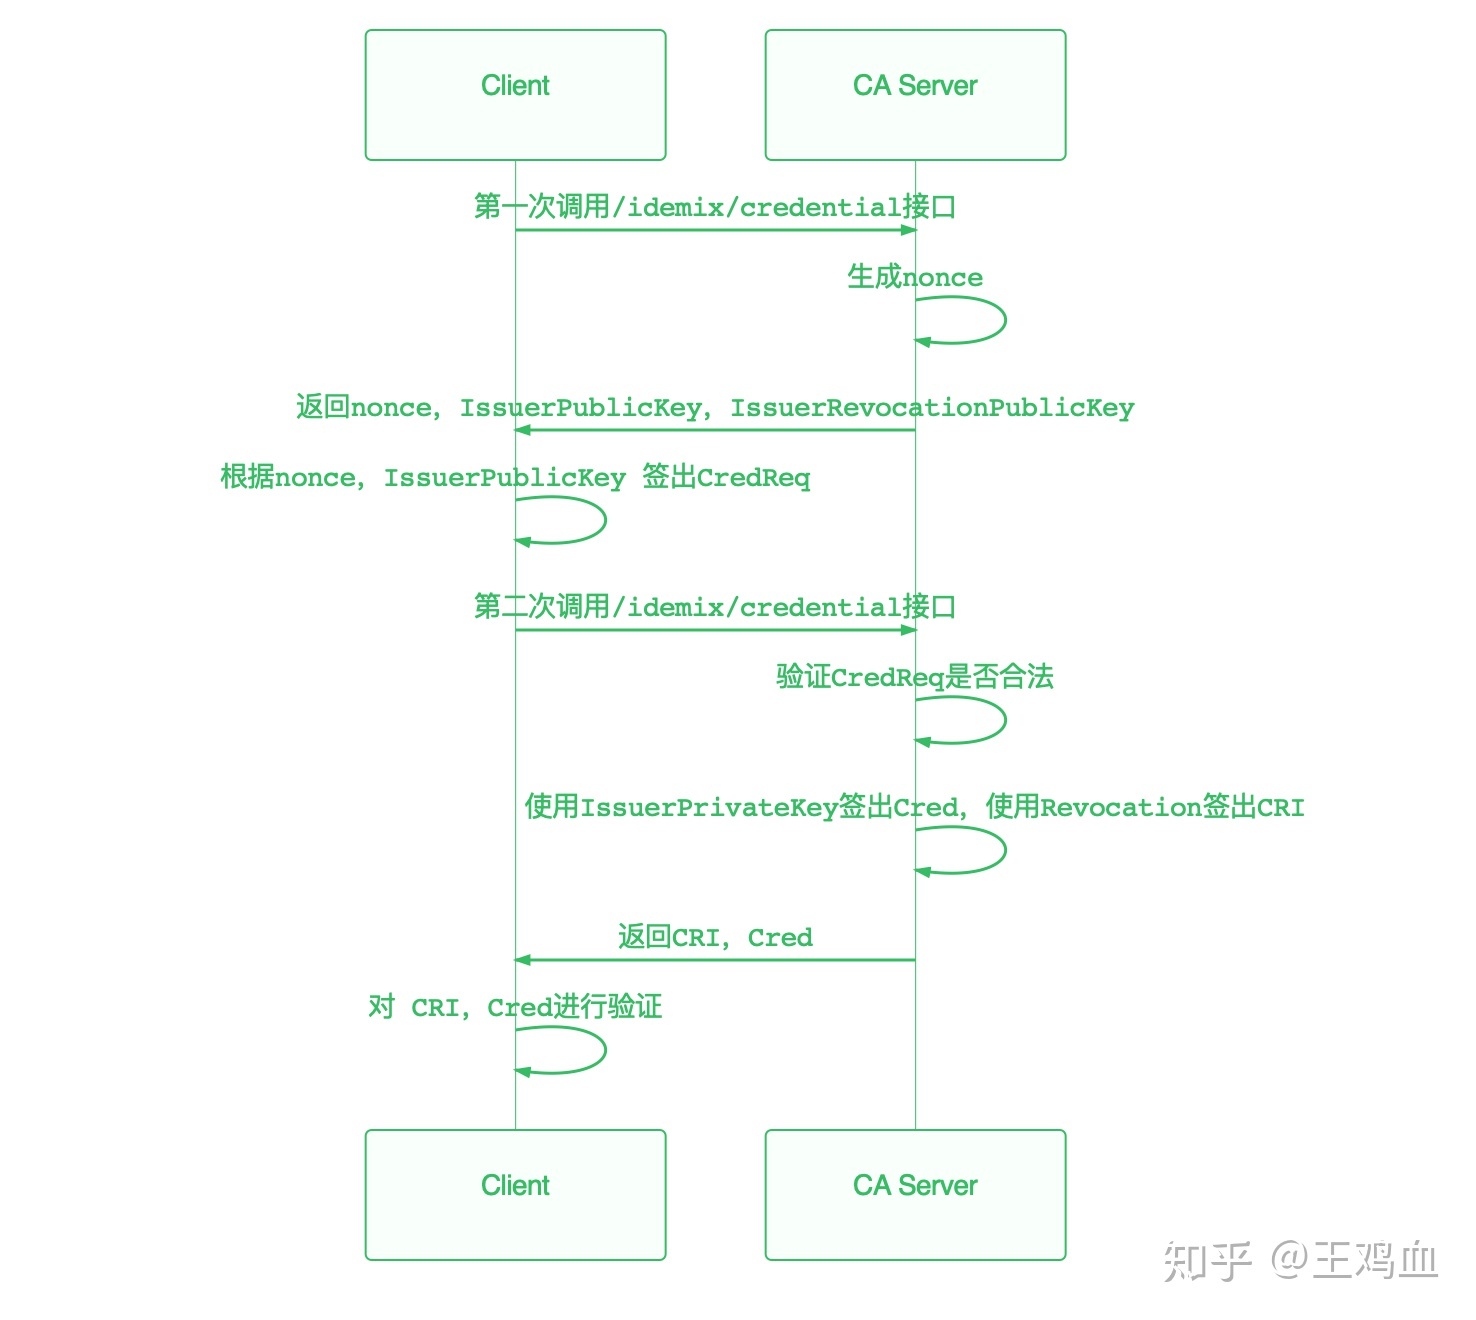 Client
CA Server
第一次调用/idemix/credential接口
生成nonce
返回nonce, IssuerPublicKey, IssuerRevocationPublicKey
根据nonce, IssuerPublicKey 签出CredReq
第二次调用/idemix/credential接口
验证CredReq是否合法
使用IssuerPrivateKey签出Cred, 使用Revocation签出CRI
返回CRI, Cred
对 CRI, Cred进行验证
Client
CA Server
知乎 @王鸡血